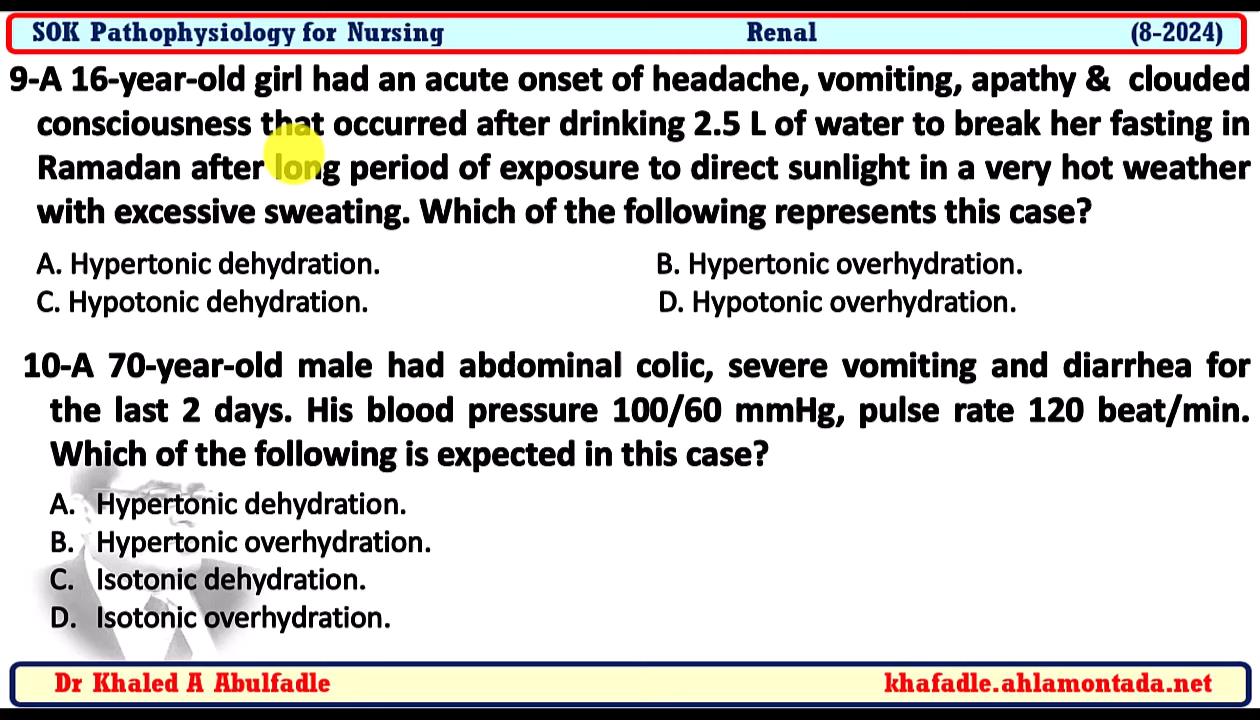 SOK Pathophysiology for Nursing Renal (8-2024)
9-A 16-year-old girl had an acute onset of headache, vomiting, apathy & clouded
consciousness that occurred after drinking 2.5 L of water to break her fasting in
Ramadan after long period of exposure to direct sunlight in a very hot weather
with excessive sweating. Which of the following represents this case?
A. Hypertonic dehydration. B. Hypertonic overhydration.
C. Hypotonic dehydration. D. Hypotonic overhydration.
10-A 70-year-old male had abdominal colic, severe vomiting and diarrhea for
the last 2 days. His blood pressure 100/60 mmHg, pulse rate 120 beat/min.
Which of the following is expected in this case?
A. Hypertonic dehydration.
B. Hypertonic overhydration.
C. Isotonic dehydration.
D. Isotonic overhydration.
Dr Khaled A Abulfadle khafadle.ahlamontada.net